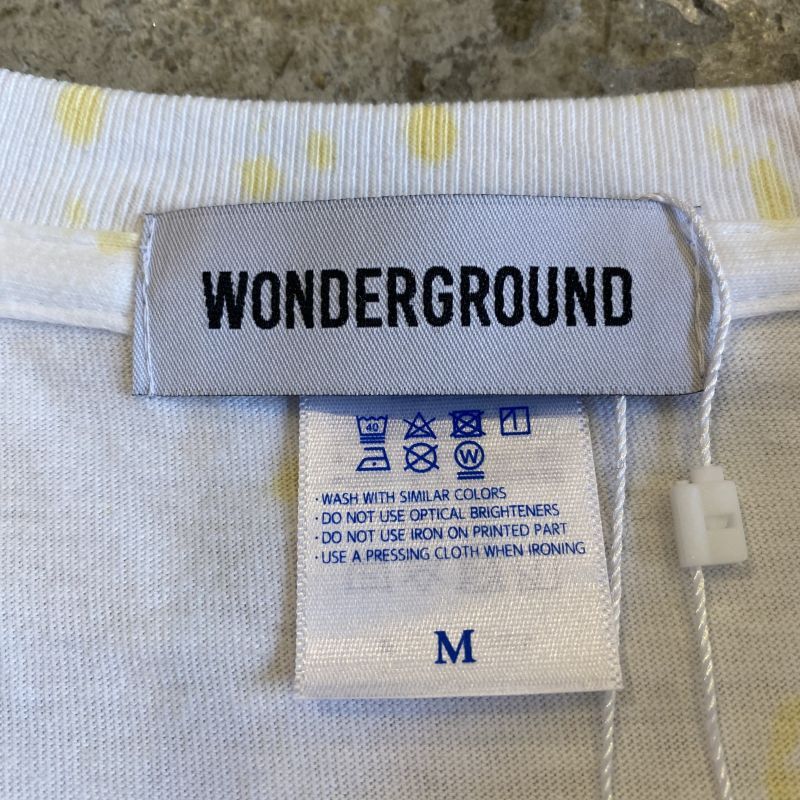 WONDERGROUND
40
W
· WASH WITH SIMILAR COLORS
· DO NOT USE OPTICAL BRIGHTENERS
· DO NOT USE IRON ON PRINTED PART
· USE A PRESSING CLOTH WHEN IRONING
M